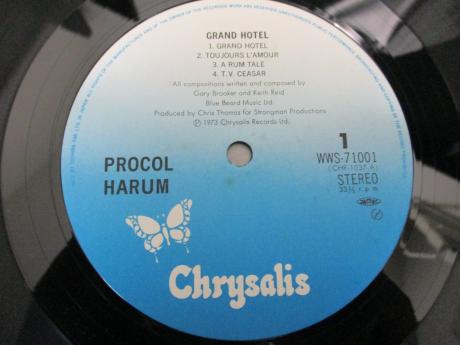 GRAND HOTEL
1. GRAND HOTEL
2. TOUJOURS L'AMOUR
3. A RUM TALE
4. T.V. CEASAR
All compositions written and composed by
Gary Brooker and Keith Reid
Blue Beard Music Ltd.
Produced by Chris Thomas for Strongman Productions
℗ 1973 Chrysalis Records Ltd.
PROCOL
HARUM
1
WWS-71001
(CHR-1037-A)
STEREO
33⅓ r.p.m.
Chrysalis